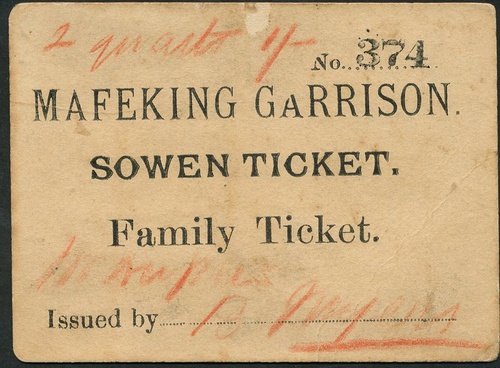 2 quarts 1/-
No. 374
MAFEKING GARRISON.
SOWEN TICKET.
Family Ticket.
Issued by B